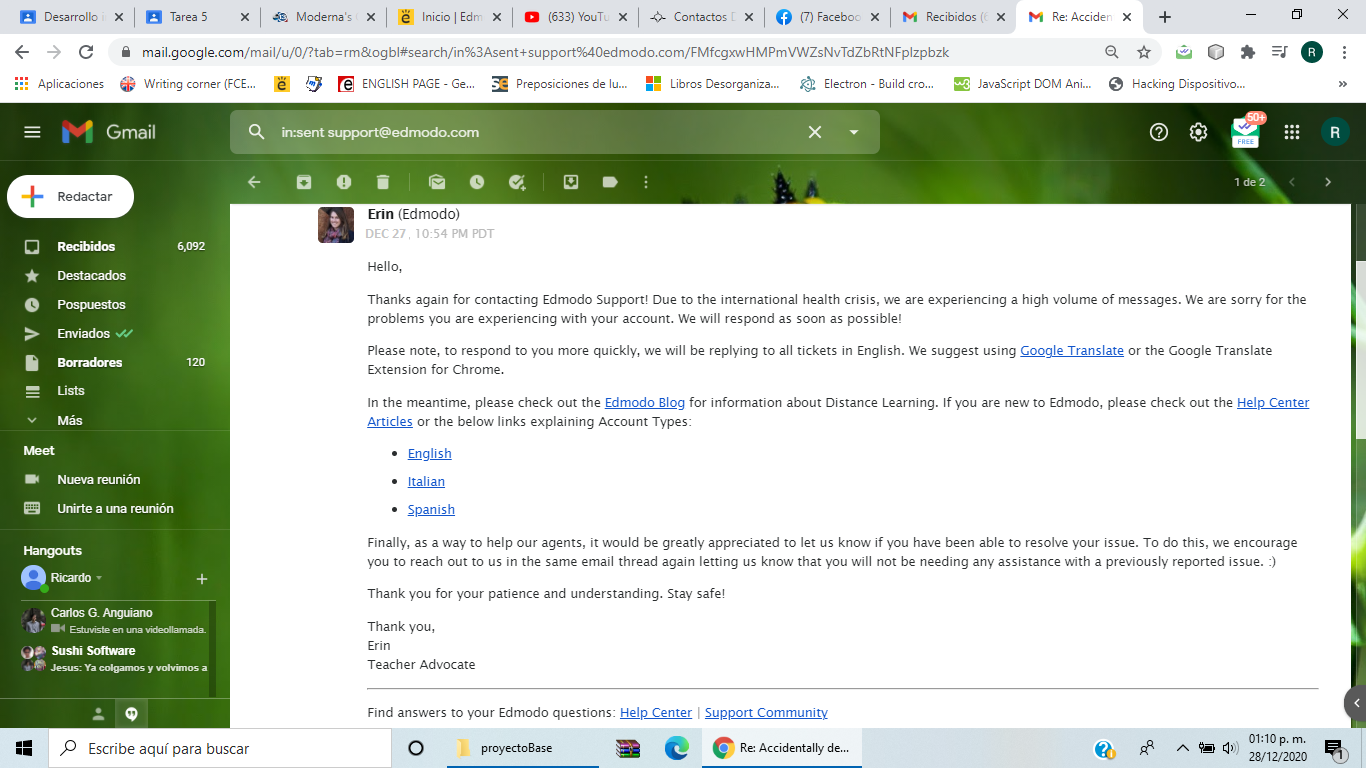 Desarrollo i
Tarea 5
Moderna's
Inicio | Edm
(633) YouTu
Contactos D
(7) Faceboo
Recibidos (6
Re: Acciden
mail.google.com/mail/u/0/?tab=rm&ogbl#search/in%3Asent+support%40edmodo.com/FMfcgxwHMPmVWZsNvTdZbRtNFpIzpbzk
R
Aplicaciones
Writing corner (FCE...
ENGLISH PAGE - Ge...
Preposiciones de lu...
Libros Desorganiza...
Electron - Build cro...
JavaScript DOM Ani...
Hacking Dispositivo...
»
Gmail
in:sent support@edmodo.com
50+
FREE
R
Redactar
1 de 2
Recibidos 6,092
Destacados
Pospuestos
Enviados
Borradores 120
Lists
Más
Meet
Nueva reunión
Unirte a una reunión
Hangouts
Ricardo
Carlos G. Anguiano
Estuviste en una videollamada.
Sushi Software
Jesus: Ya colgamos y volvimos a
Erin (Edmodo)
DEC 27, 10:54 PM PDT
Hello,
Thanks again for contacting Edmodo Support! Due to the international health crisis, we are experiencing a high volume of messages. We are sorry for the
problems you are experiencing with your account. We will respond as soon as possible!
Please note, to respond to you more quickly, we will be replying to all tickets in English. We suggest using Google Translate or the Google Translate
Extension for Chrome.
In the meantime, please check out the Edmodo Blog for information about Distance Learning. If you are new to Edmodo, please check out the Help Center
Articles or the below links explaining Account Types:
• English
• Italian
• Spanish
Finally, as a way to help our agents, it would be greatly appreciated to let us know if you have been able to resolve your issue. To do this, we encourage
you to reach out to us in the same email thread again letting us know that you will not be needing any assistance with a previously reported issue. :)
Thank you for your patience and understanding. Stay safe!
Thank you,
Erin
Teacher Advocate
Find answers to your Edmodo questions: Help Center | Support Community
Escribe aquí para buscar
proyectoBase
Re: Accidentally de...
01:10 p. m.
28/12/2020
1